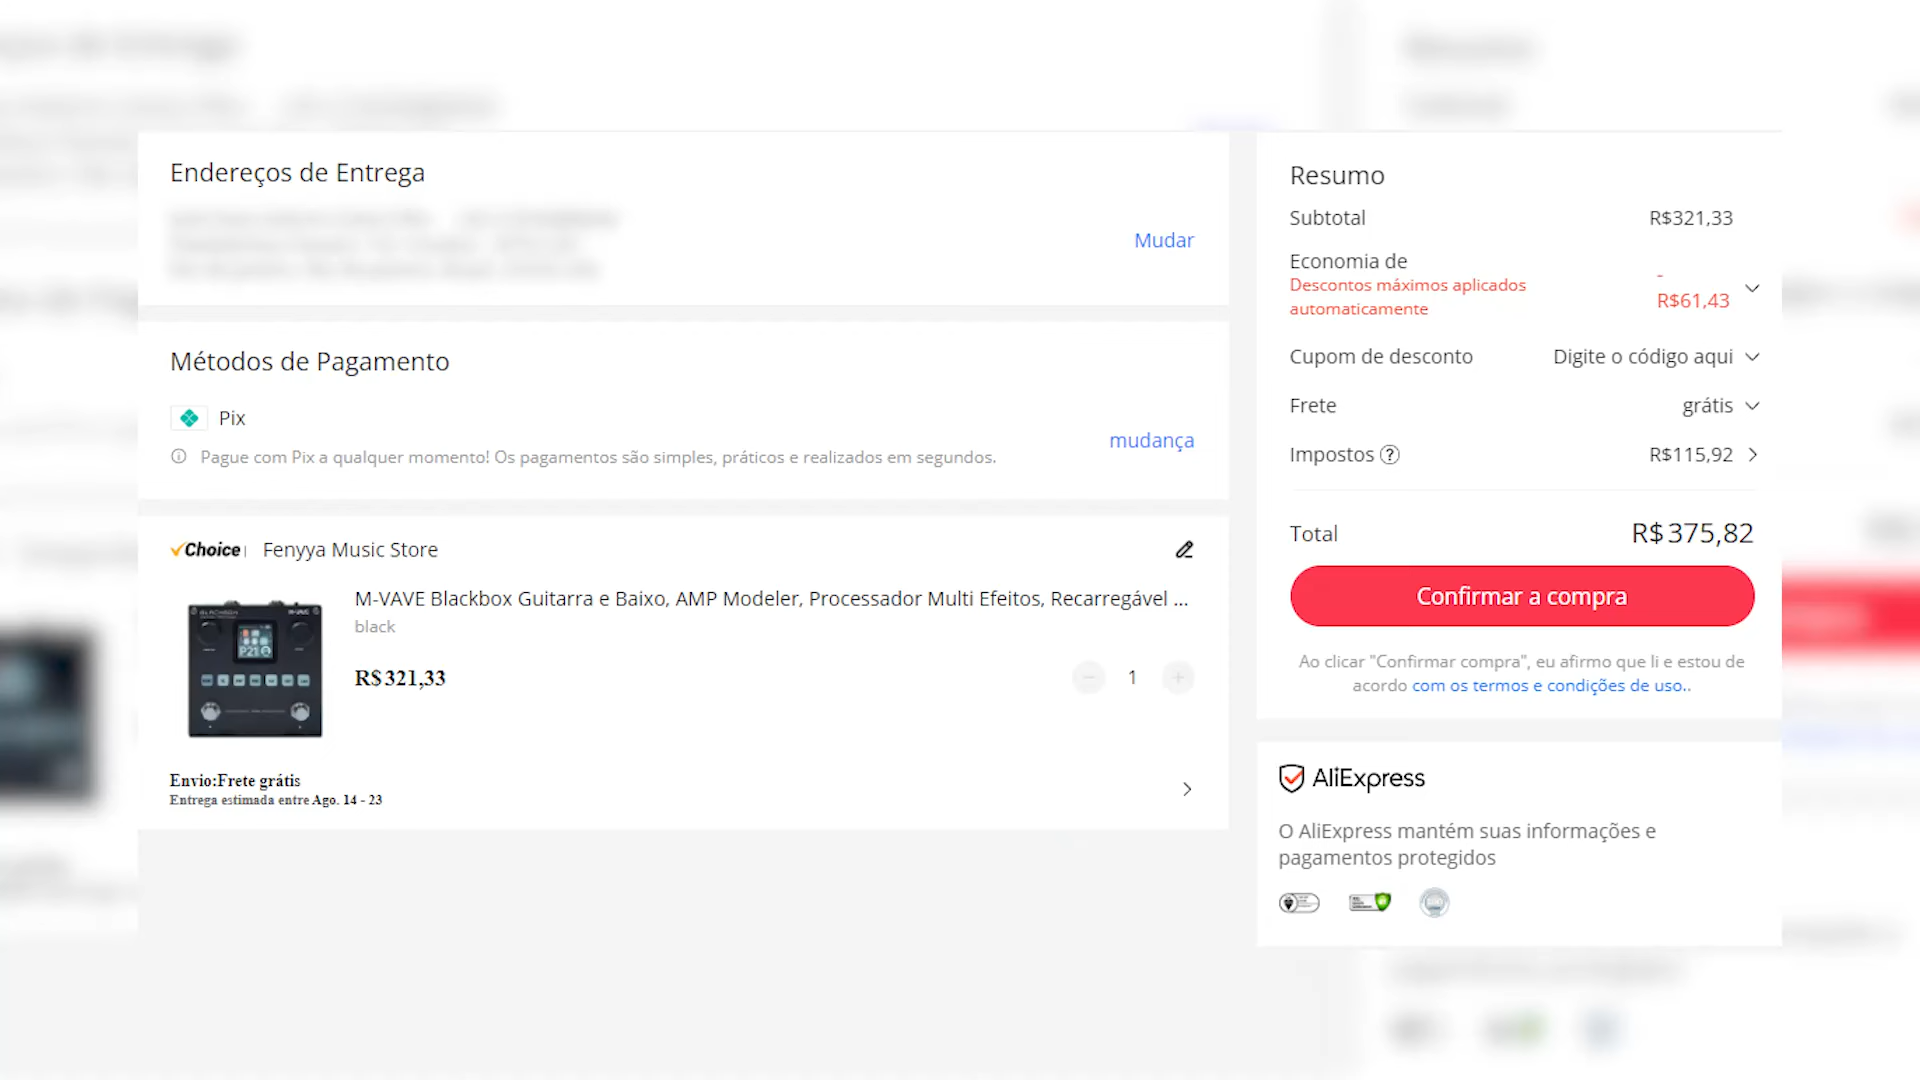 Endereços de Entrega
Mudar
Métodos de Pagamento
Pix
Pague com Pix a qualquer momento! Os pagamentos são simples, práticos e realizados em segundos.
mudança
Choice
Fenyya Music Store
M-VAVE Blackbox Guitarra e Baixo, AMP Modeler, Processador Multi Efeitos, Recarregável ...
black
R$321,33
1
BLACKBOX
M-VAVE
P21
Envio:Frete grátis
Entrega estimada entre Ago. 14 - 23
Resumo
Subtotal R$321,33
Economia de
Descontos máximos aplicados
automaticamente
-
R$61,43
Cupom de desconto Digite o código aqui
Frete grátis
Impostos ? R$115,92
Total R$375,82
Confirmar a compra
Ao clicar "Confirmar compra", eu afirmo que li e estou de
acordo com os termos e condições de uso..
AliExpress
O AliExpress mantém suas informações e
pagamentos protegidos